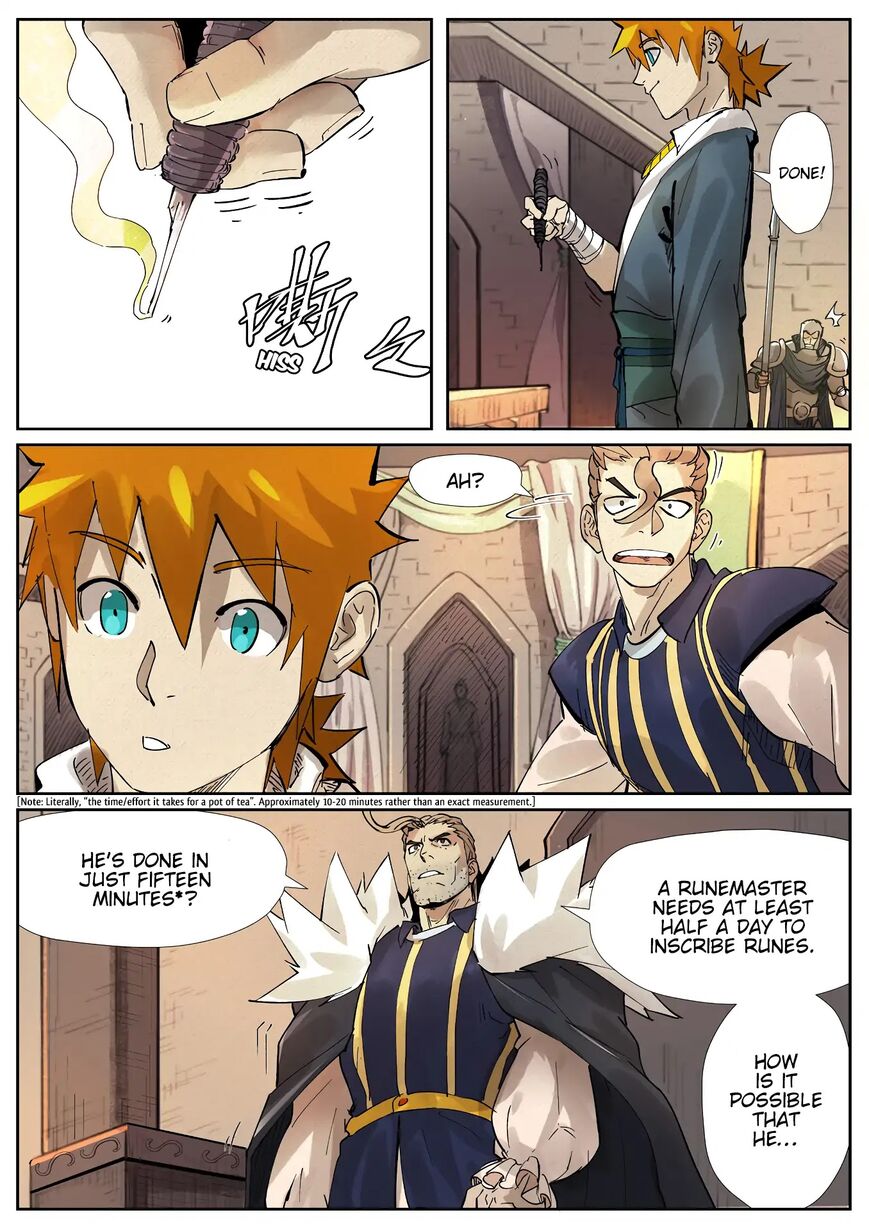 嘶
HISS
DONE!
AH?
[Note: Literally, "the time/effort it takes for a pot of tea". Approximately 10-20 minutes rather than an exact measurement.]
HE'S DONE IN
JUST FIFTEEN
MINUTES*?
A RUNEMASTER
NEEDS AT LEAST
HALF A DAY TO
INSCRIBE RUNES.
HOW
IS IT
POSSIBLE
THAT
HE...